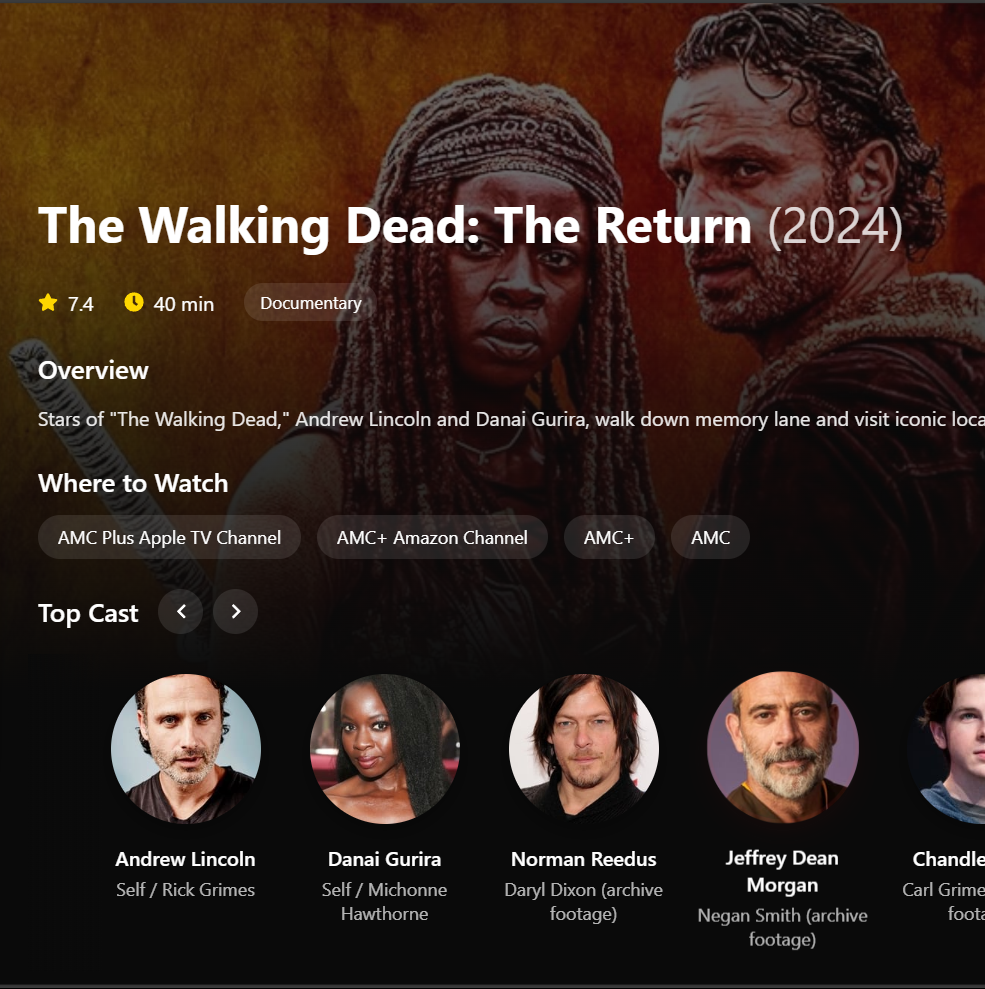 The Walking Dead: The Return (2024)
7.4 40 min Documentary
Overview
Stars of "The Walking Dead," Andrew Lincoln and Danai Gurira, walk down memory lane and visit iconic loca
Where to Watch
AMC Plus Apple TV Channel AMC+ Amazon Channel AMC+ AMC
Top Cast
Andrew Lincoln
Self / Rick Grimes
Danai Gurira
Self / Michonne
Hawthorne
Norman Reedus
Daryl Dixon (archive
footage)
Jeffrey Dean
Morgan
Negan Smith (archive
footage)
Chandle
Carl Grime
foota